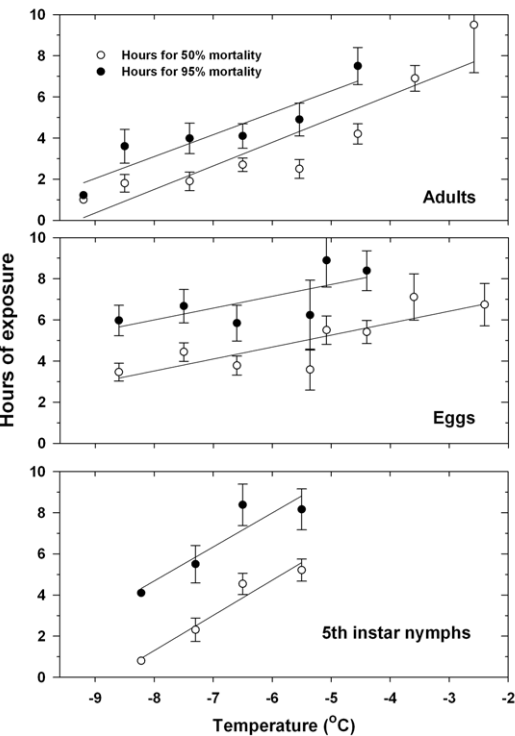 10
Hours for 50% mortality
Hours for 95% mortality
8
6
4
2
0
Adults
10
8
6
4
2
0
Eggs
Hours of exposure
10
8
6
4
2
0
5th instar nymphs
-9 -8 -7 -6 -5 -4 -3 -2
Temperature (°C)